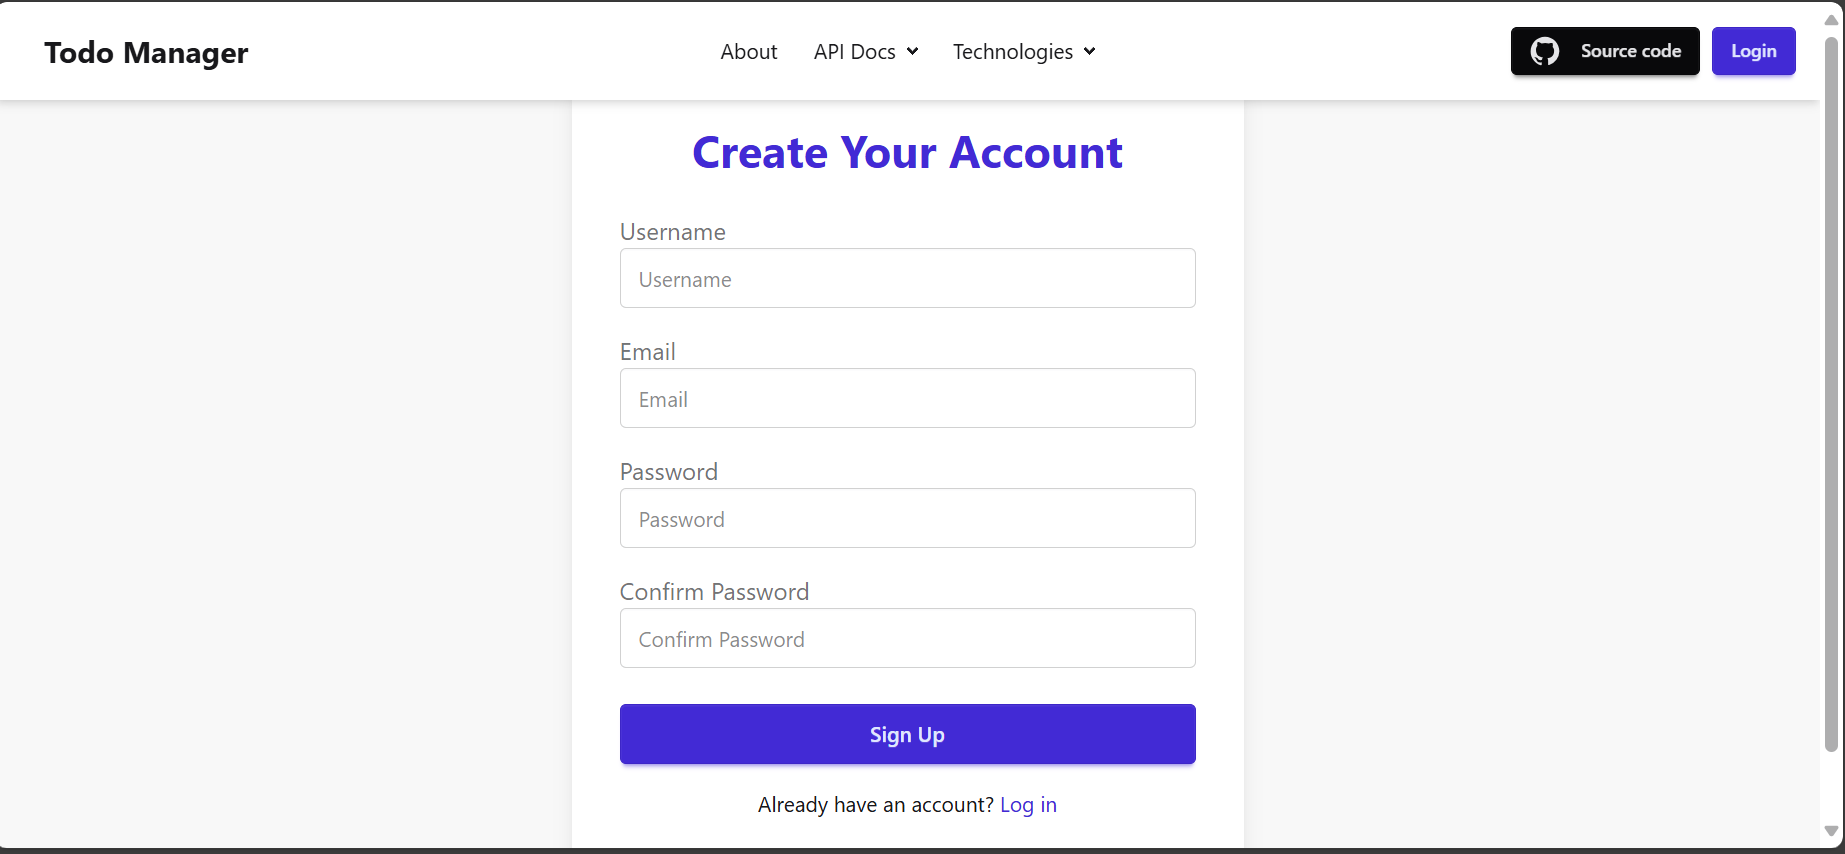 Todo Manager
About
API Docs
Technologies
Source code
Login
Create Your Account
Username
Username
Email
Email
Password
Password
Confirm Password
Confirm Password
Sign Up
Already have an account? Log in